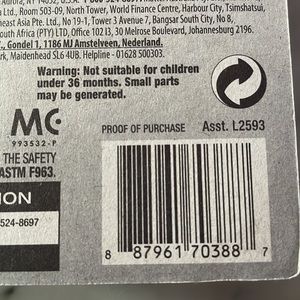 Aurora, NY 14052, U.S.A.
Ltd., Room 503-09, North Tower, World Finance Centre, Harbour City, Tsimshatsui,
east Asia Pte. Ltd., No 19-1, Tower 3 Avenue 7, Bangsar South City, No 8,
South Africa (PTY) LTD, Office 102 I3, 30 Melrose Boulevard, Johannesburg 2196.
Gondel 1, 1186 MJ Amstelveen, Nederland.
Park, Maidenhead SL6 4UB. Helpline - 01628 500303.
Warning: Not suitable for children
under 36 months. Small parts
may be generated.
MC
993532-P
PROOF OF PURCHASE Asst. L2593
THE SAFETY
ASTM F963.
ION
524-8697
8 87961 70388 7